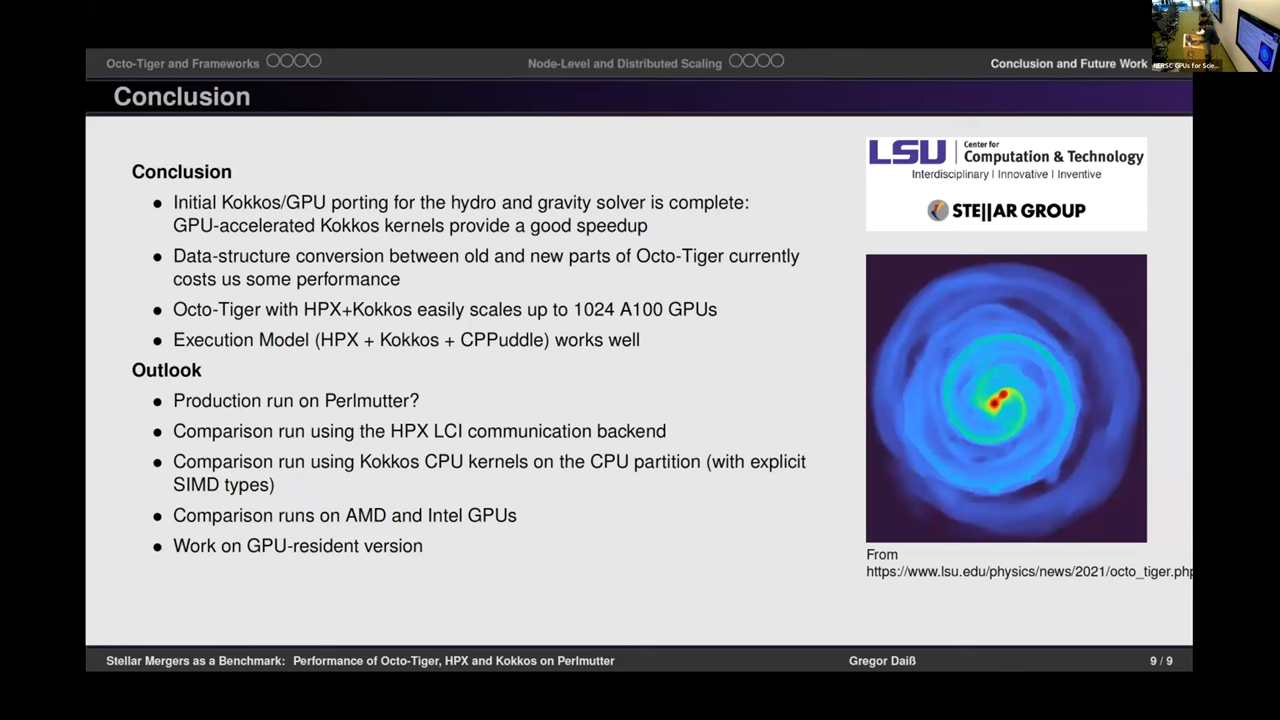 Octo-Tiger and Frameworks
Node-Level and Distributed Scaling
Conclusion and Future Work
NERSC GPUs for Scie...
Conclusion
Conclusion
● Initial Kokkos/GPU porting for the hydro and gravity solver is complete:
GPU-accelerated Kokkos kernels provide a good speedup
● Data-structure conversion between old and new parts of Octo-Tiger currently
costs us some performance
● Octo-Tiger with HPX+Kokkos easily scales up to 1024 A100 GPUs
● Execution Model (HPX + Kokkos + CPPuddle) works well
Outlook
● Production run on Perlmutter?
● Comparison run using the HPX LCI communication backend
● Comparison run using Kokkos CPU kernels on the CPU partition (with explicit
SIMD types)
● Comparison runs on AMD and Intel GPUs
● Work on GPU-resident version
LSU
Center for
Computation & Technology
Interdisciplinary | Innovative | Inventive
STE||AR GROUP
From
https://www.lsu.edu/physics/news/2021/octo_tiger.php
Stellar Mergers as a Benchmark: Performance of Octo-Tiger, HPX and Kokkos on Perlmutter
Gregor Daiß
9 / 9